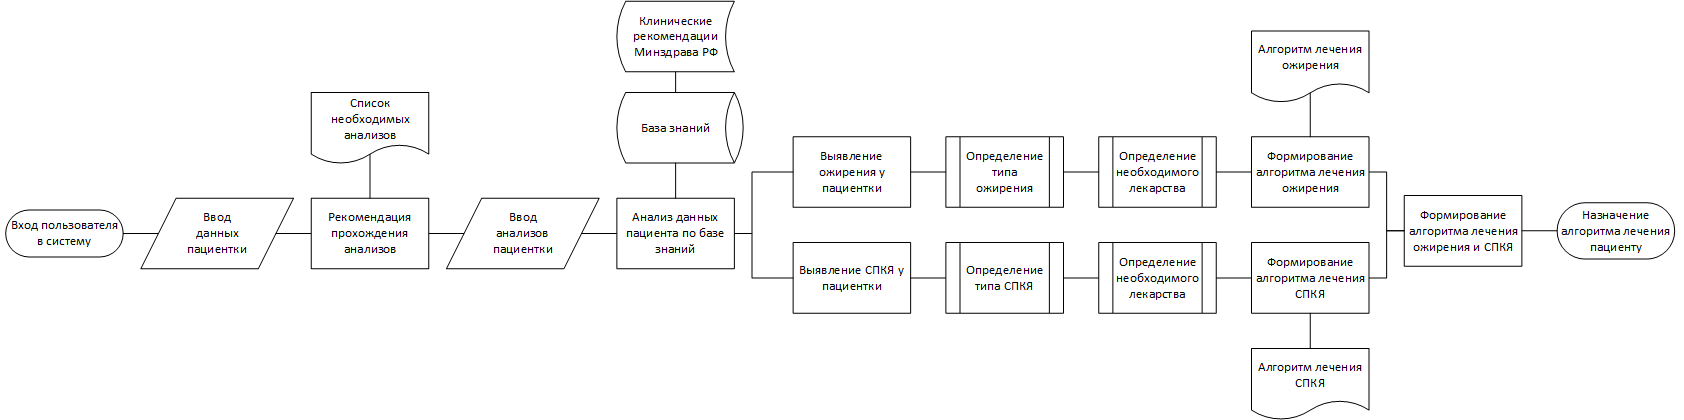 Вход пользователя
в систему
Ввод
данных
пациентки
Список
необходимых
анализов
Рекомендация
прохождения
анализов
Ввод
анализов
пациентки
Клинические
рекомендации
Минздрава РФ
База знаний
Анализ данных
пациента по базе
знаний
Выявление
ожирения у
пациентки
Определение
типа
ожирения
Определение
необходимого
лекарства
Алгоритм лечения
ожирения
Формирование
алгоритма лечения
ожирения
Выявление СПКЯ у
пациентки
Определение
типа СПКЯ
Определение
необходимого
лекарства
Формирование
алгоритма лечения
СПКЯ
Алгоритм лечения
СПКЯ
Формирование
алгоритма лечения
ожирения и СПКЯ
Назначение
алгоритма лечения
пациенту